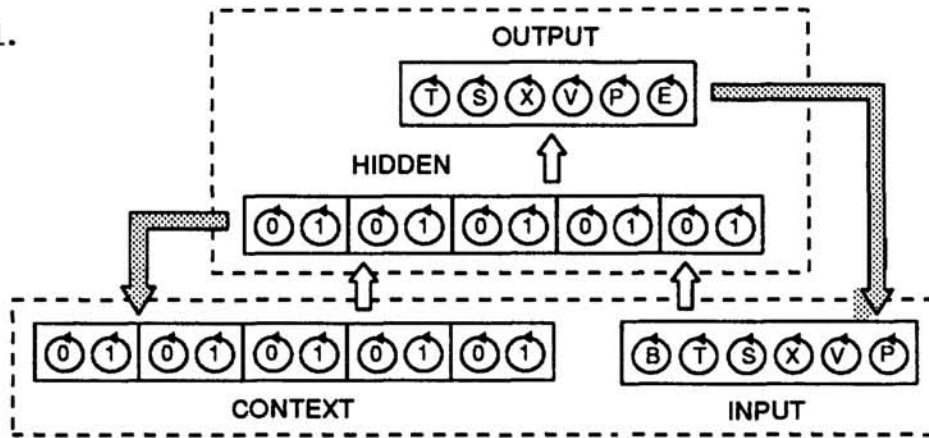 1.
OUTPUT
T S X V P E
HIDDEN
0 1 0 1 0 1 0 1 0 1
0 1 0 1 0 1 0 1 0 1
B T S X V P
CONTEXT
INPUT